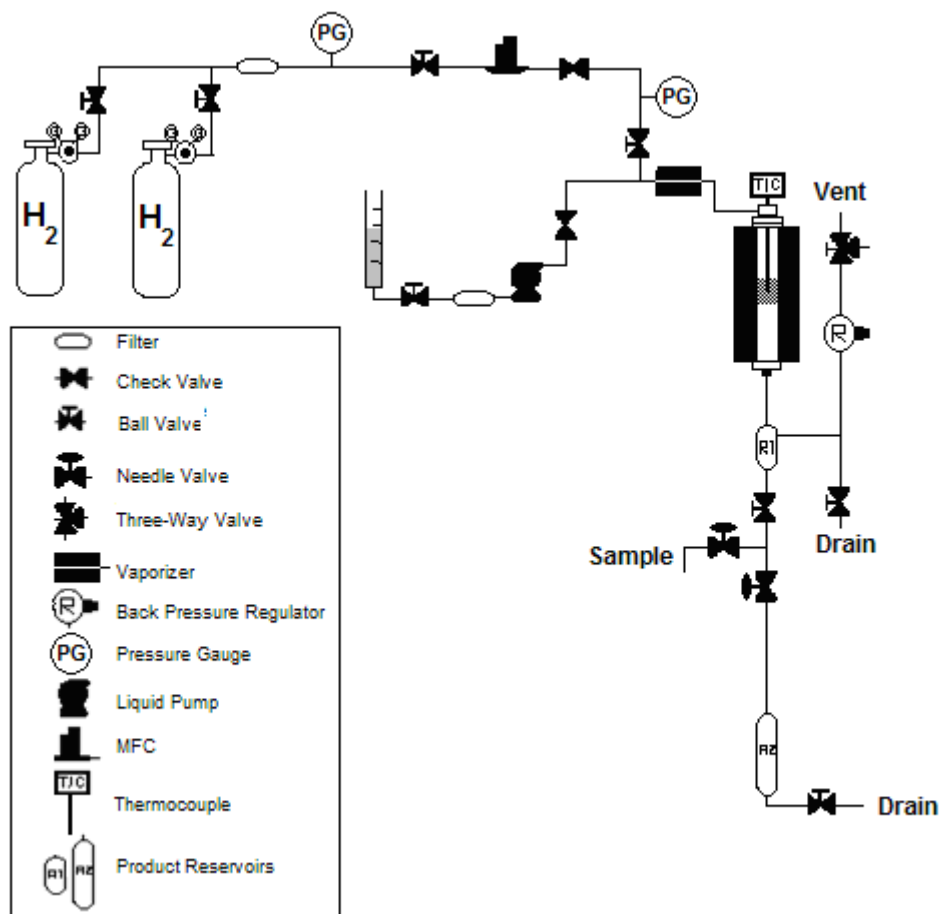 PG
PG
H2
H2
T/C
Vent
R
R1
Sample
Drain
R2
Drain
Filter
Check Valve
Ball Valve
Needle Valve
Three-Way Valve
Vaporizer
R Back Pressure Regulator
PG Pressure Gauge
Liquid Pump
MFC
T/C
Thermocouple
R1 R2 Product Reservoirs